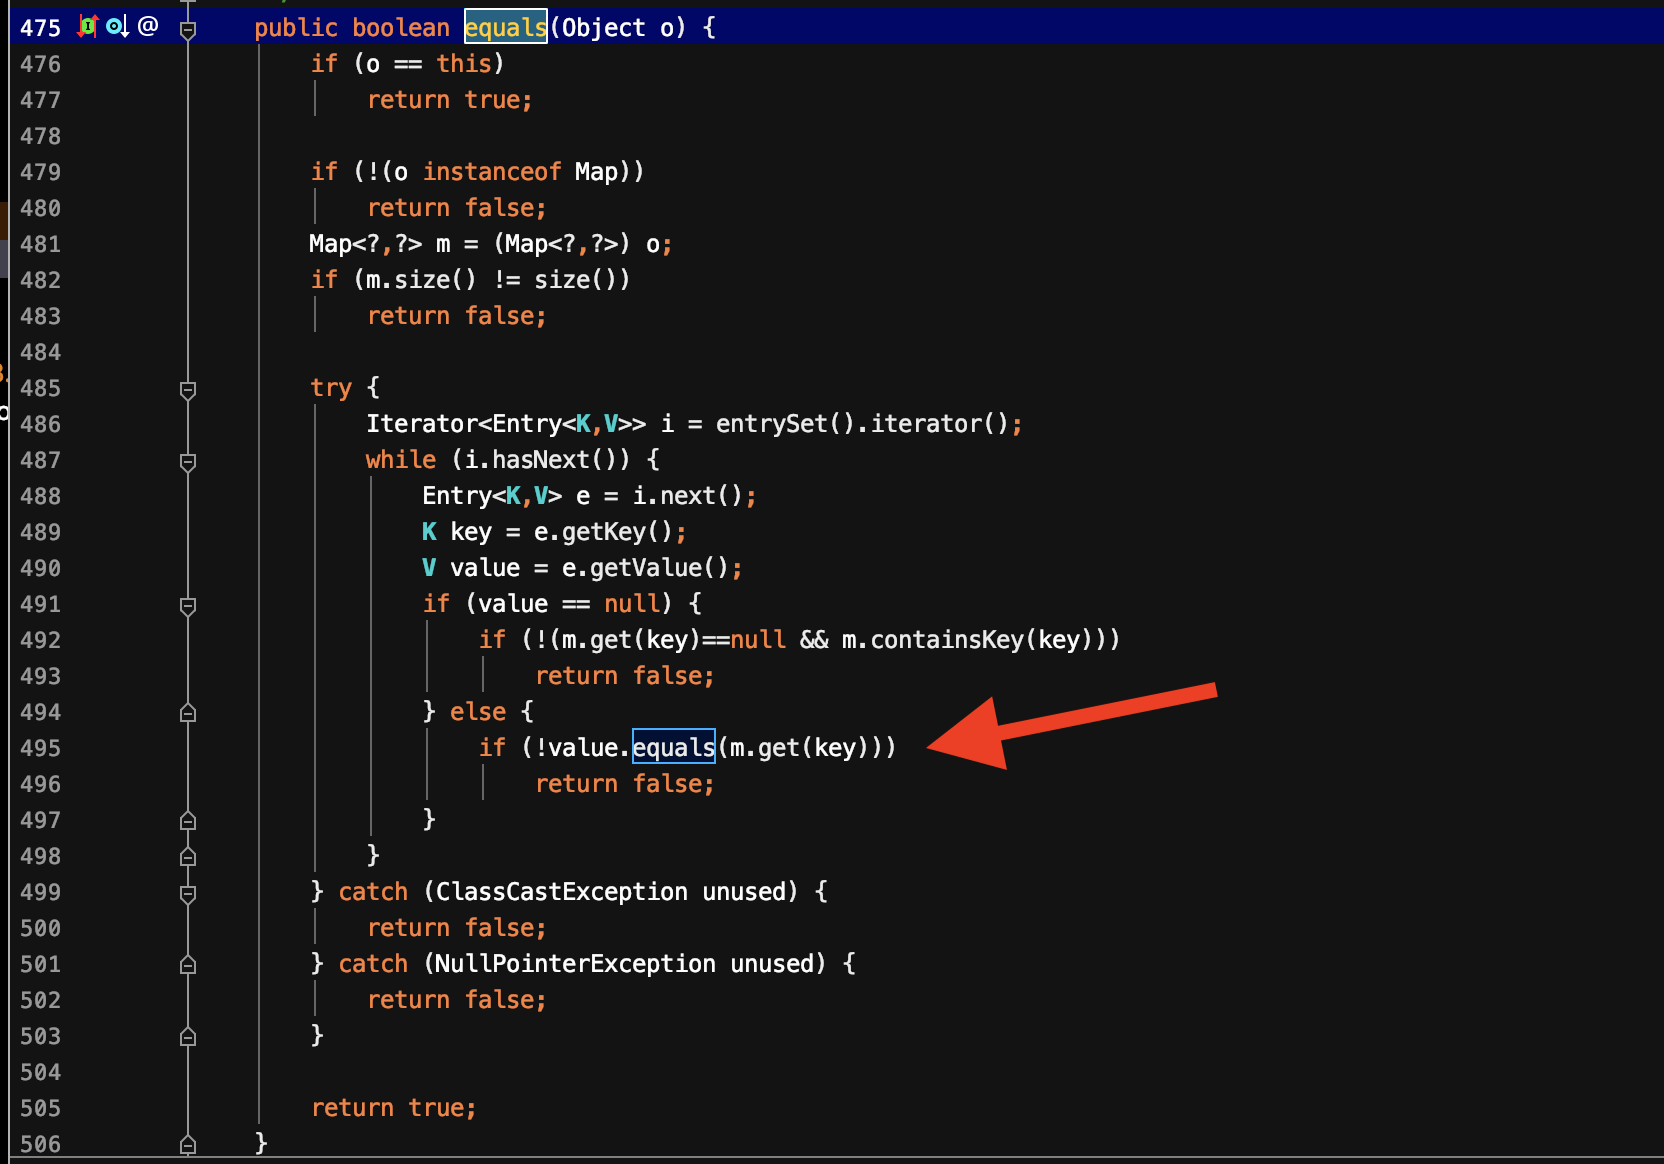 475 @ public boolean equals(Object o) {
476 if (o == this)
477 return true;
478
479 if (!(o instanceof Map))
480 return false;
481 Map<?,?> m = (Map<?,?>) o;
482 if (m.size() != size())
483 return false;
484
485 try {
486 Iterator<Entry<K,V>> i = entrySet().iterator();
487 while (i.hasNext()) {
488 Entry<K,V> e = i.next();
489 K key = e.getKey();
490 V value = e.getValue();
491 if (value == null) {
492 if (!(m.get(key)==null && m.containsKey(key)))
493 return false;
494 } else {
495 if (!value.equals(m.get(key)))
496 return false;
497 }
498 }
499 } catch (ClassCastException unused) {
500 return false;
501 } catch (NullPointerException unused) {
502 return false;
503 }
504
505 return true;
506 }